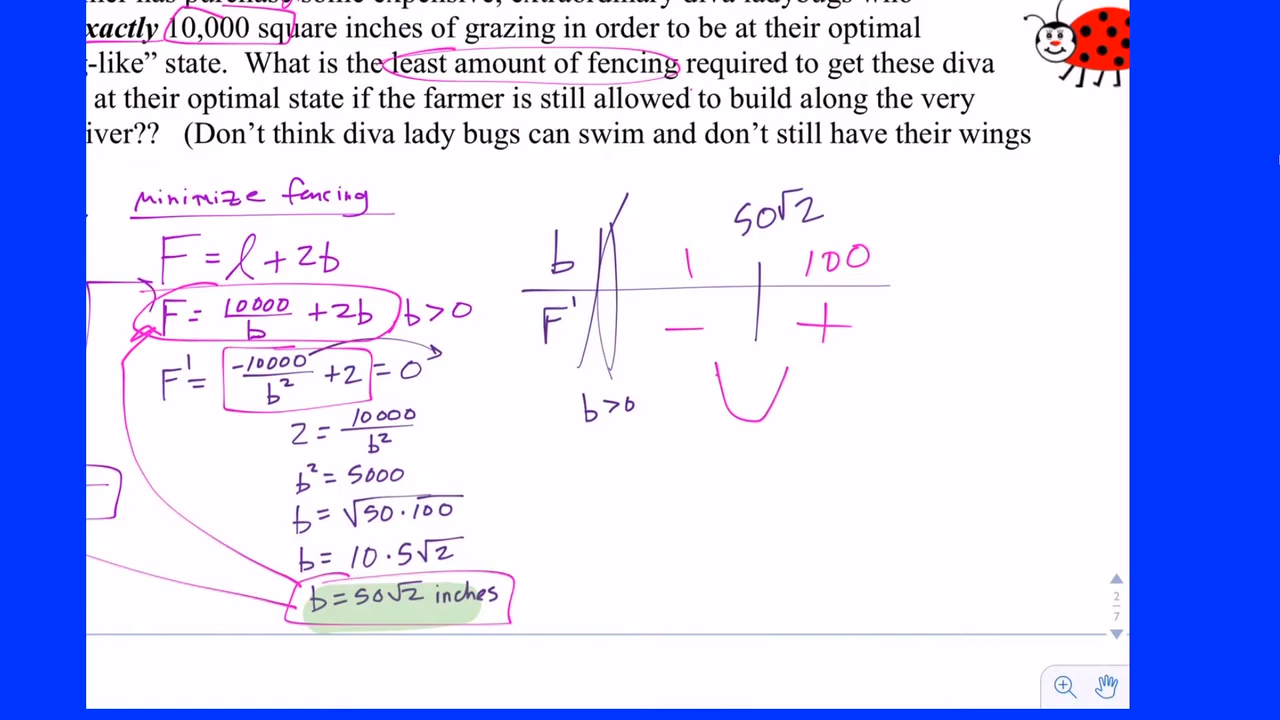 10,000 square inches of grazing in order to be at their optimal
-like” state. What is the least amount of fencing required to get these diva
at their optimal state if the farmer is still allowed to build along the very
(Don’t think diva lady bugs can swim and don’t still have their wings
minimize fencing
F = l + 2b
F = 10000/b + 2b b > 0
F' = -10000/b² + 2 = 0
2 = 10000/b²
b² = 5000
b = √50·100
b = 10·5√2
b = 50√2 inches
50√2
b 1 100
F' − +
b > 0
2
7